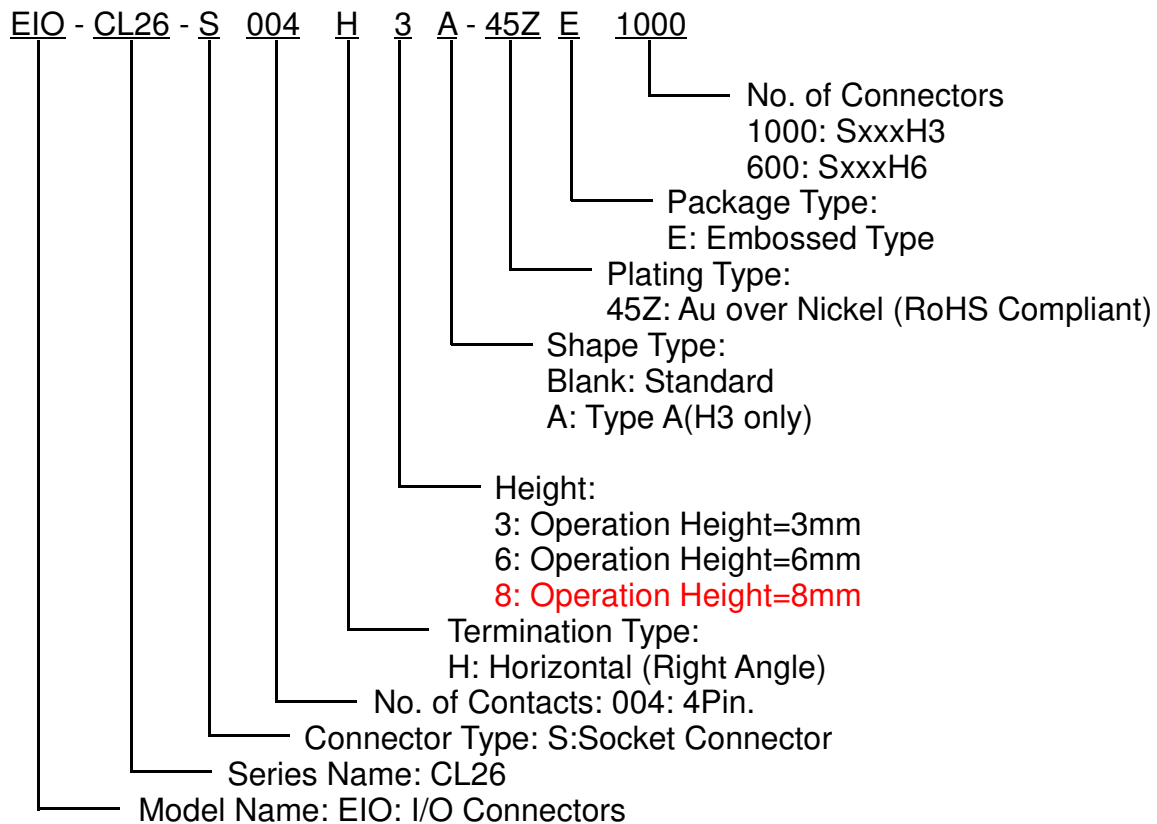 EIO - CL26 - S 004 H 3 A - 45Z E 1000
No. of Connectors
1000: SxxxH3
600: SxxxH6
Package Type:
E: Embossed Type
Plating Type:
45Z: Au over Nickel (RoHS Compliant)
Shape Type:
Blank: Standard
A: Type A(H3 only)
Height:
3: Operation Height=3mm
6: Operation Height=6mm
8: Operation Height=8mm
Termination Type:
H: Horizontal (Right Angle)
No. of Contacts: 004: 4Pin.
Connector Type: S:Socket Connector
Series Name: CL26
Model Name: EIO: I/O Connectors